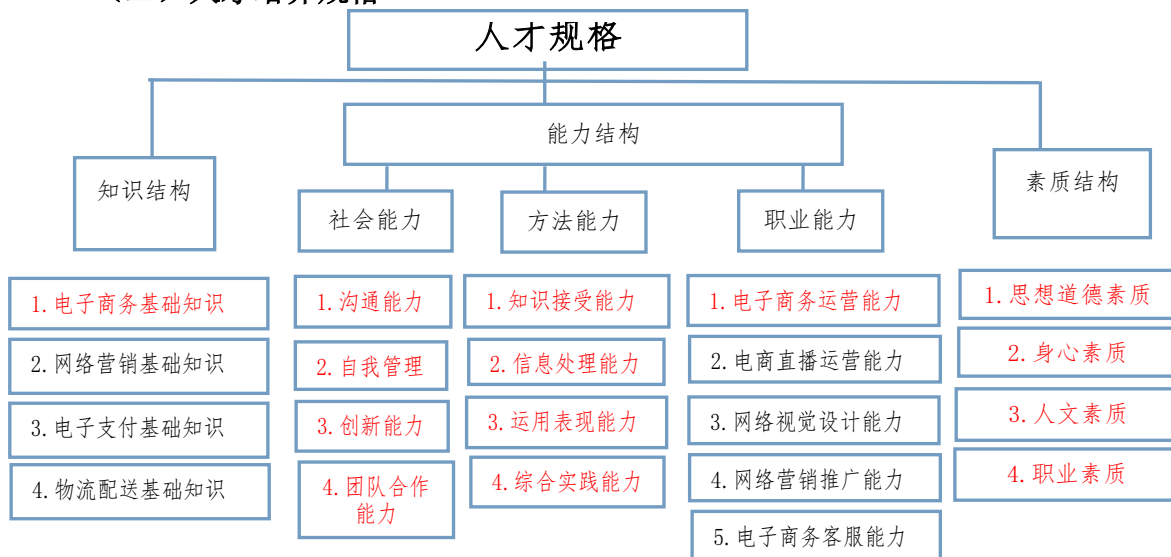 人才规格
能力结构
知识结构
素质结构
社会能力
方法能力
职业能力
1.电子商务基础知识
2.网络营销基础知识
3.电子支付基础知识
4.物流配送基础知识
1.沟通能力
2.自我管理
3.创新能力
4.团队合作
能力
1.知识接受能力
2.信息处理能力
3.运用表现能力
4.综合实践能力
1.电子商务运营能力
2.电商直播运营能力
3.网络视觉设计能力
4.网络营销推广能力
5.电子商务客服能力
1.思想道德素质
2.身心素质
3.人文素质
4.职业素质